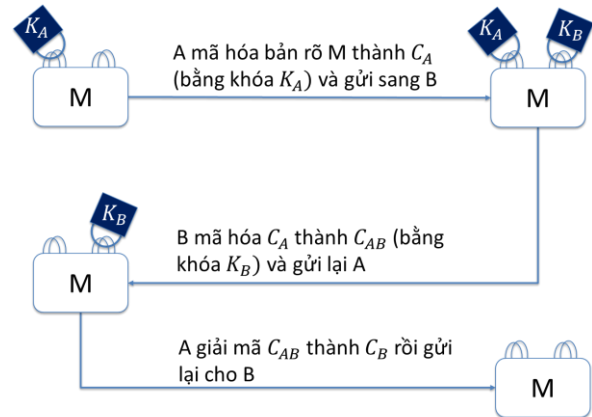 K_A
K_A K_B
M
A mã hóa bản rõ M thành C_A
(bằng khóa K_A) và gửi sang B
M
K_B
M
B mã hóa C_A thành C_AB (bằng
khóa K_B) và gửi lại A
A giải mã C_AB thành C_B rồi gửi
lại cho B
M